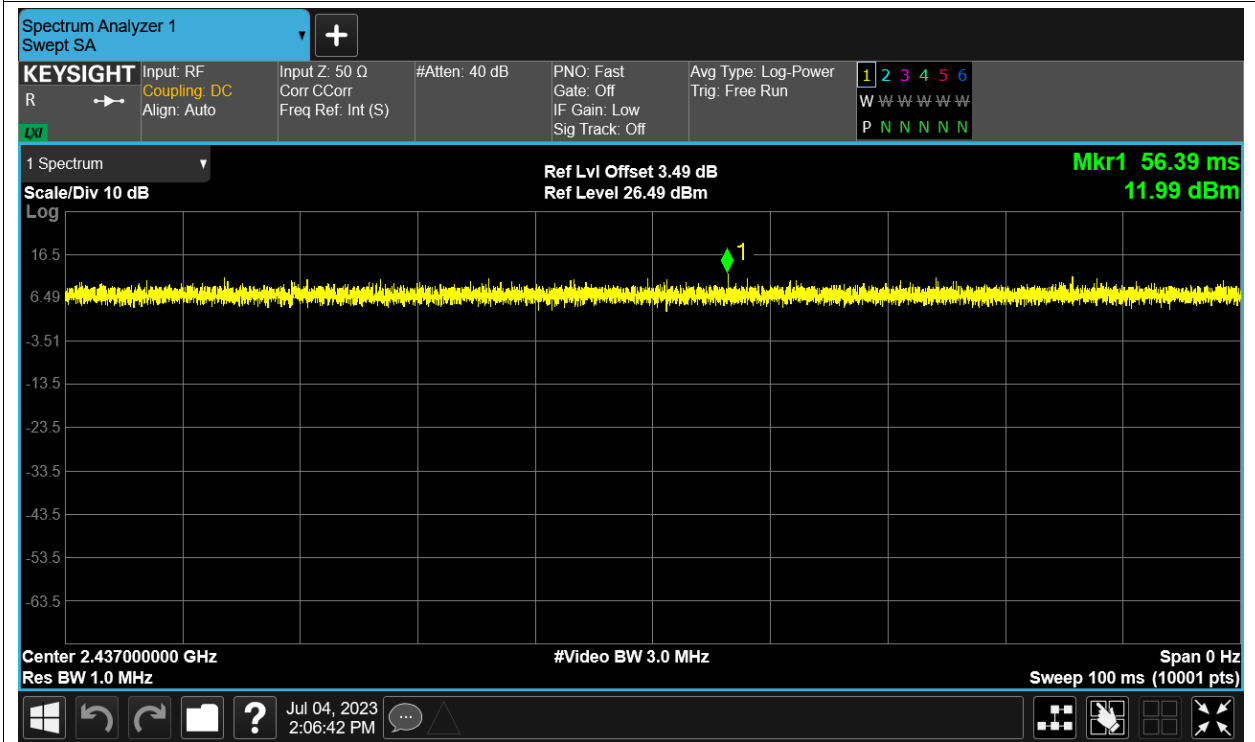 Spectrum Analyzer 1
Swept SA
KEYSIGHT
R
LXI
Input: RF
Coupling: DC
Align: Auto
Input Z: 50 Ω
Corr CCorr
Freq Ref: Int (S)
#Atten: 40 dB
PNO: Fast
Gate: Off
IF Gain: Low
Sig Track: Off
Avg Type: Log-Power
Trig: Free Run
1 2 3 4 5 6
W W W W W W
P N N N N N
1 Spectrum
Scale/Div 10 dB
Log
Ref Lvl Offset 3.49 dB
Ref Level 26.49 dBm
Mkr1 56.39 ms
11.99 dBm
1
16.5
6.49
-3.51
-13.5
-23.5
-33.5
-43.5
-53.5
-63.5
Center 2.437000000 GHz
Res BW 1.0 MHz
#Video BW 3.0 MHz
Span 0 Hz
Sweep 100 ms (10001 pts)
?
Jul 04, 2023
2:06:42 PM